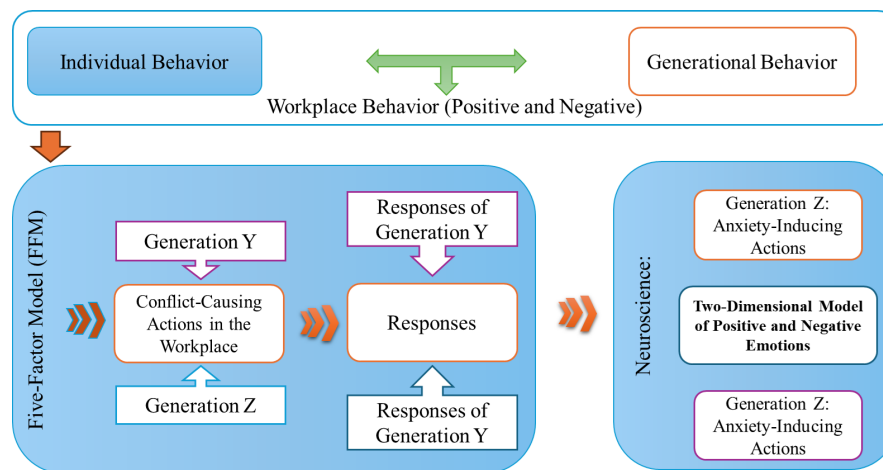 Individual Behavior
Generational Behavior
Workplace Behavior (Positive and Negative)
Five-Factor Model (FFM)
Generation Y
Conflict-Causing
Actions in the
Workplace
Generation Z
Responses of
Generation Y
Responses
Responses of
Generation Y
Neuroscience:
Generation Z:
Anxiety-Inducing
Actions
Two-Dimensional Model
of Positive and Negative
Emotions
Generation Z:
Anxiety-Inducing
Actions